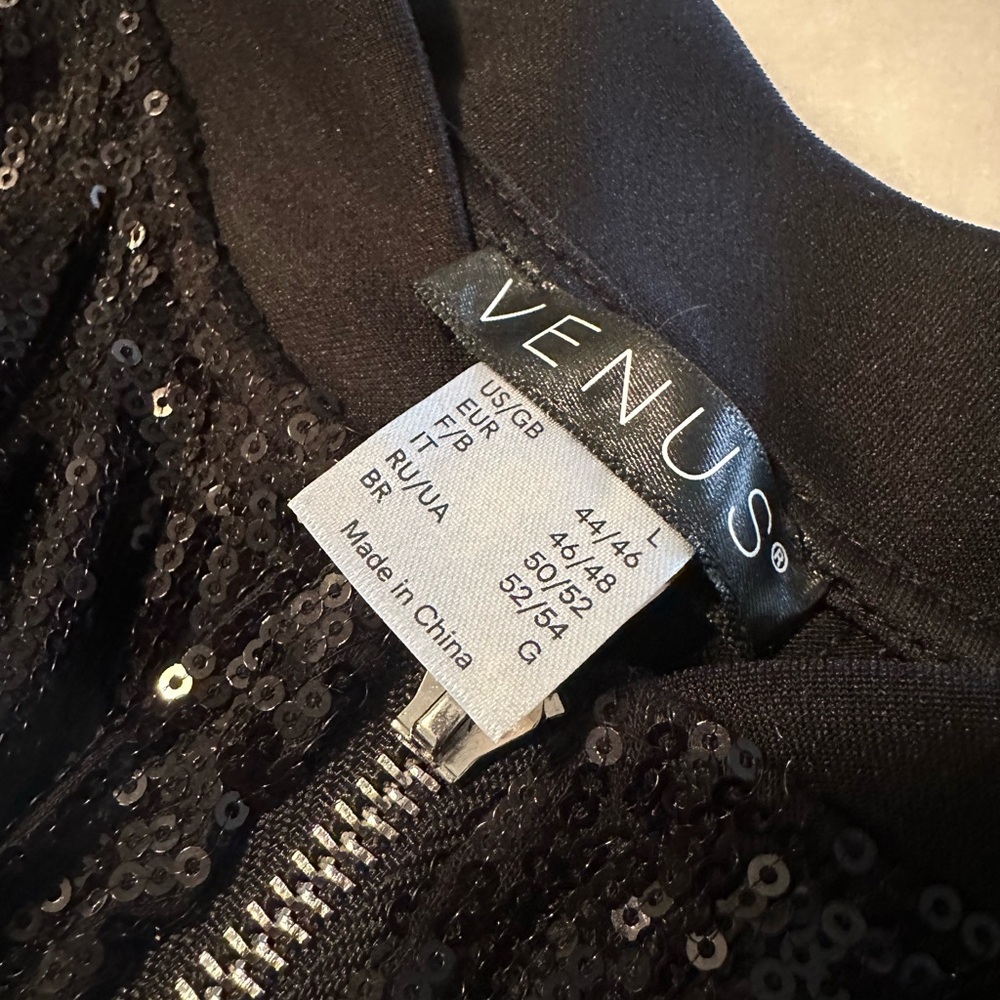 VENUS®
US/GB L
EUR 44/46
F/B 46/48
IT 50/52
RU/UA 52/54
BR G
Made in China